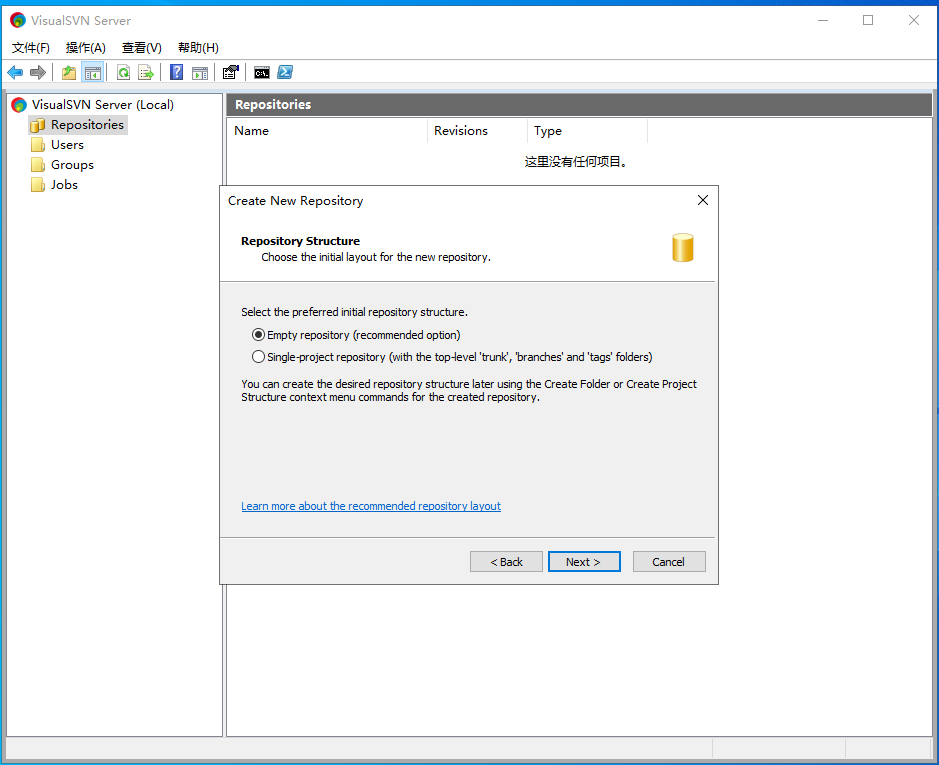 VisualSVN Server
文件(F) 操作(A) 查看(V) 帮助(H)
VisualSVN Server (Local)
Repositories
Users
Groups
Jobs
Repositories
Name Revisions Type
这里没有任何项目。
Create New Repository
Repository Structure
Choose the initial layout for the new repository.
Select the preferred initial repository structure.
Empty repository (recommended option)
Single-project repository (with the top-level 'trunk', 'branches' and 'tags' folders)
You can create the desired repository structure later using the Create Folder or Create Project
Structure context menu commands for the created repository.
Learn more about the recommended repository layout
< Back Next > Cancel